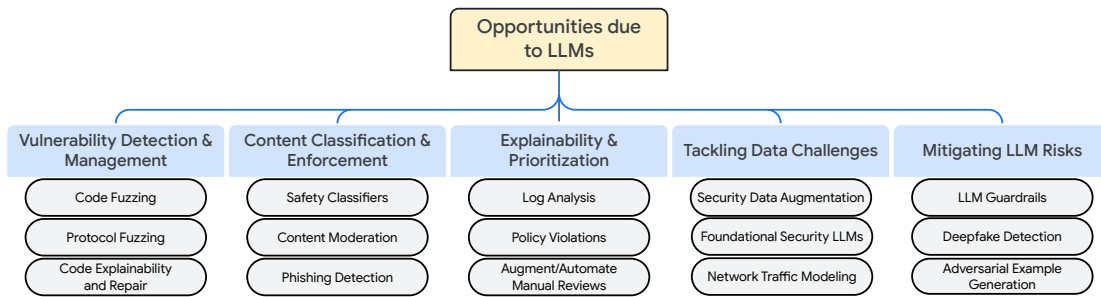 Opportunities due
to LLMs
Vulnerability Detection &
Management
Code Fuzzing
Protocol Fuzzing
Code Explainability
and Repair
Content Classification &
Enforcement
Safety Classifiers
Content Moderation
Phishing Detection
Explainability &
Prioritization
Log Analysis
Policy Violations
Augment/Automate
Manual Reviews
Tackling Data Challenges
Security Data Augmentation
Foundational Security LLMs
Network Traffic Modeling
Mitigating LLM Risks
LLM Guardrails
Deepfake Detection
Adversarial Example
Generation